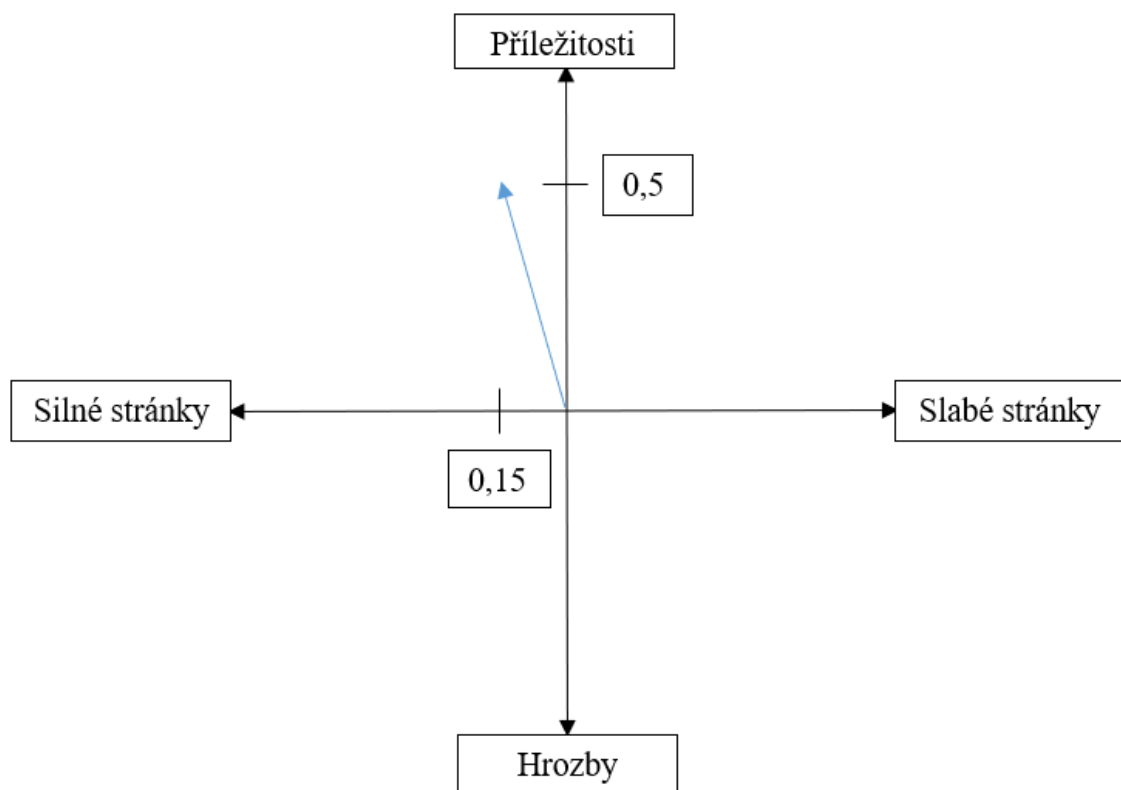 Příležitosti
0,5
Silné stránky
Slabé stránky
0,15
Hrozby